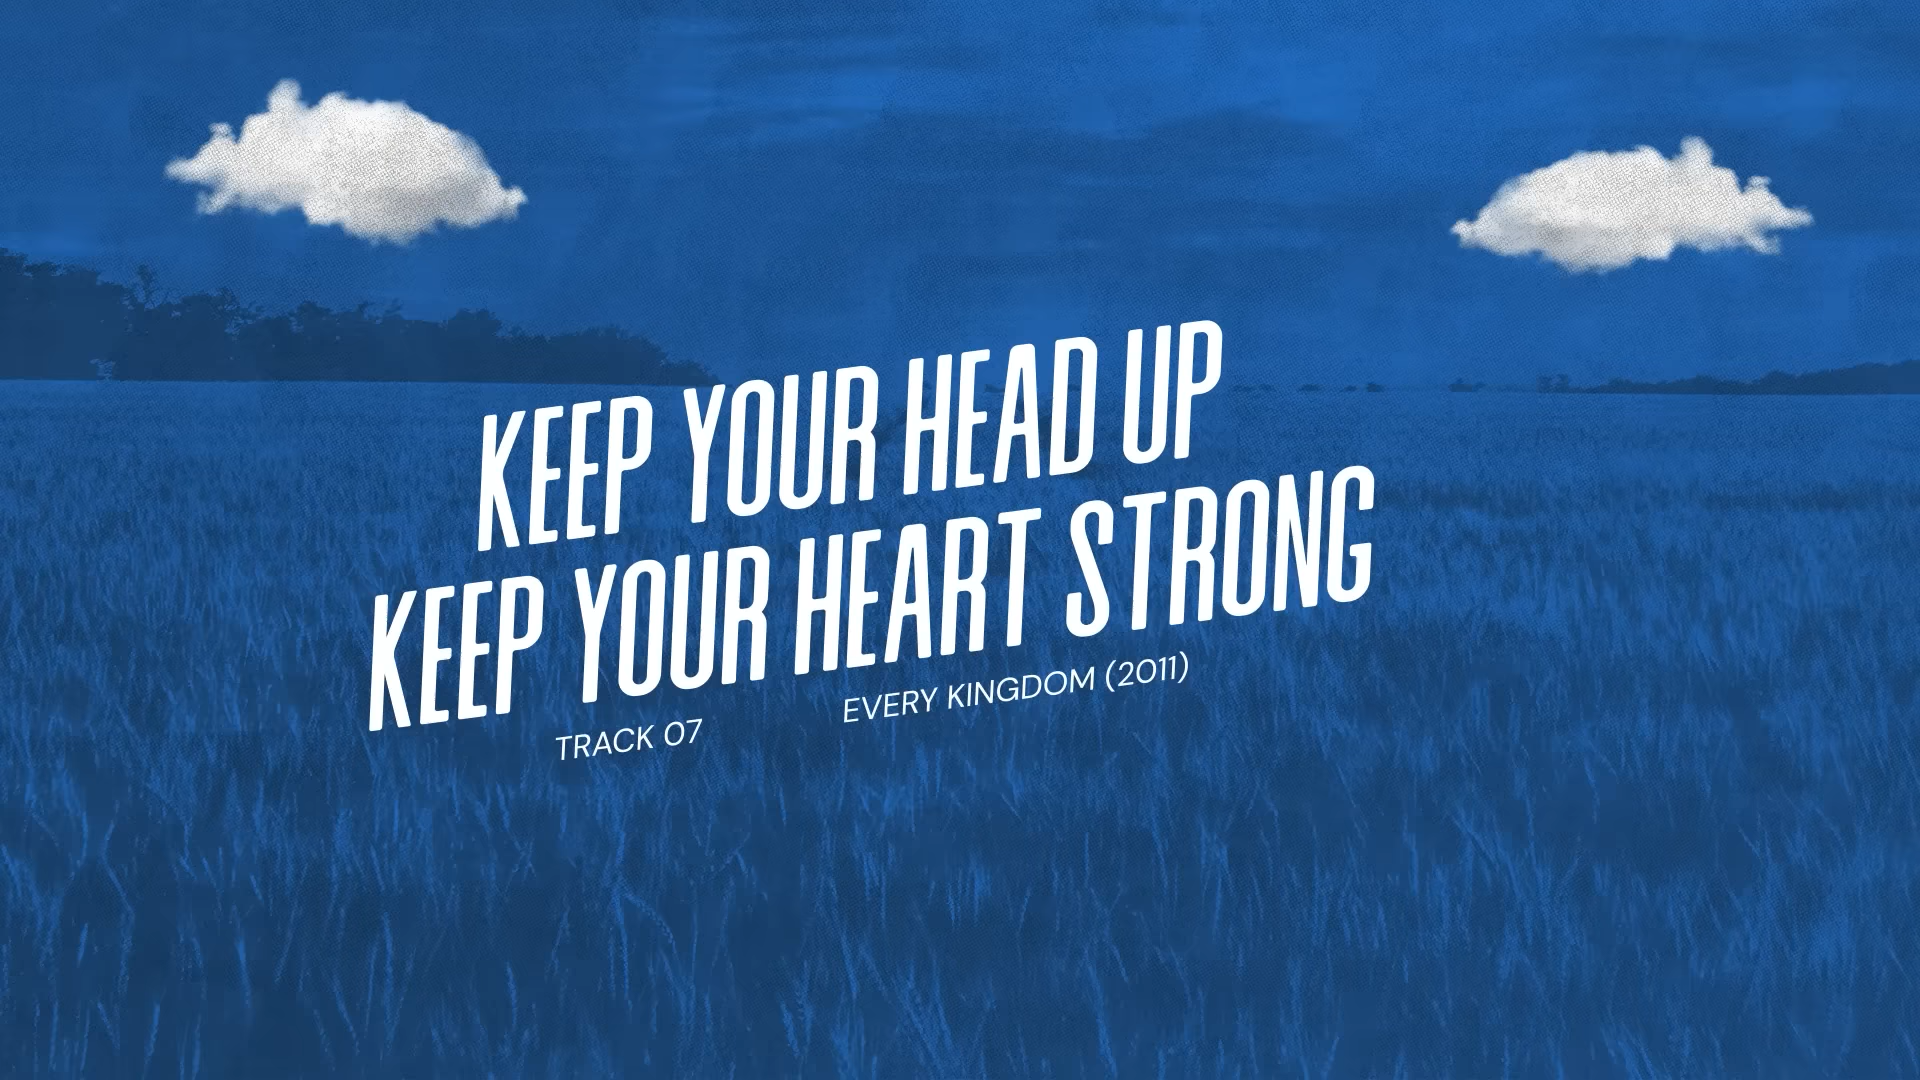 KEEP YOUR HEAD UP
KEEP YOUR HEART STRONG
TRACK 07 EVERY KINGDOM (2011)